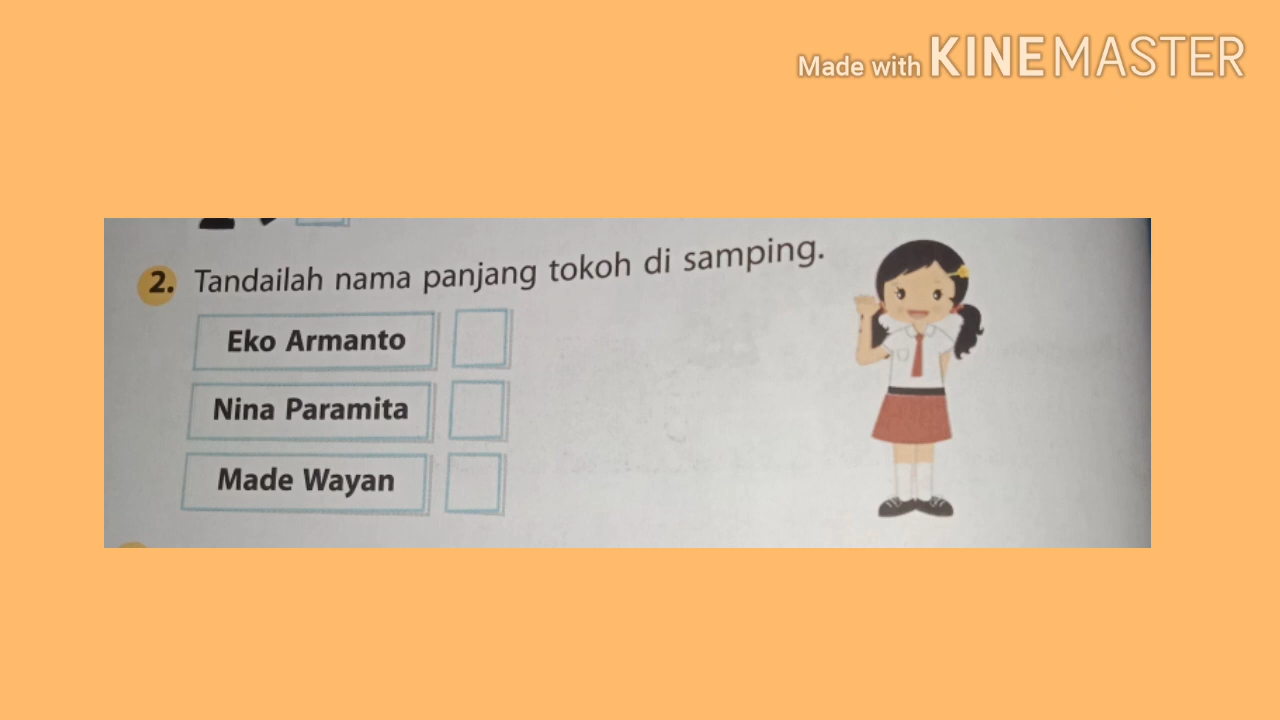 Made with KINEMASTER
2. Tandailah nama panjang tokoh di samping.
Eko Armanto
Nina Paramita
Made Wayan